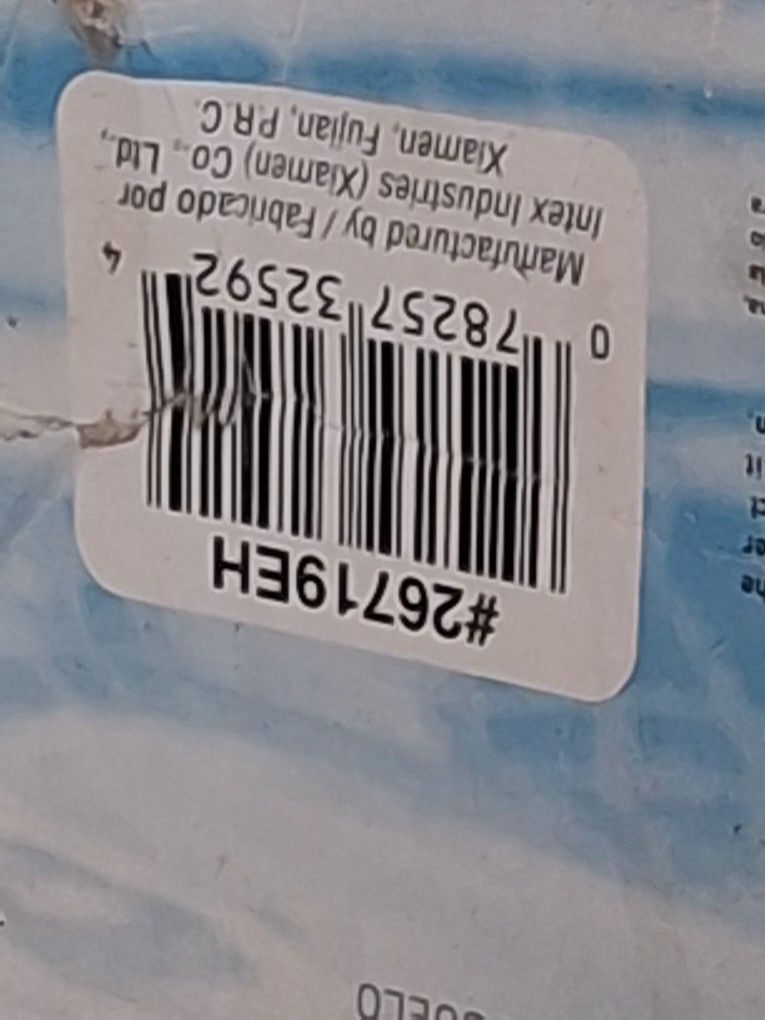 #26719EH
0 78257 32592 4
Manufactured by / Fabricado por
Intex Industries (Xiamen) Co., Ltd.,
Xiamen, Fujian, P.R.C.